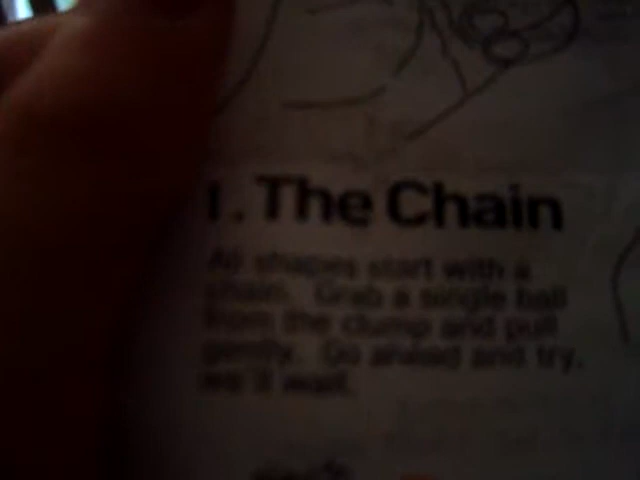 1. The Chain
All shapes start with a
chain. Grab a single ball
from the clump and pull
gently. Go ahead and try,
we'll wait.